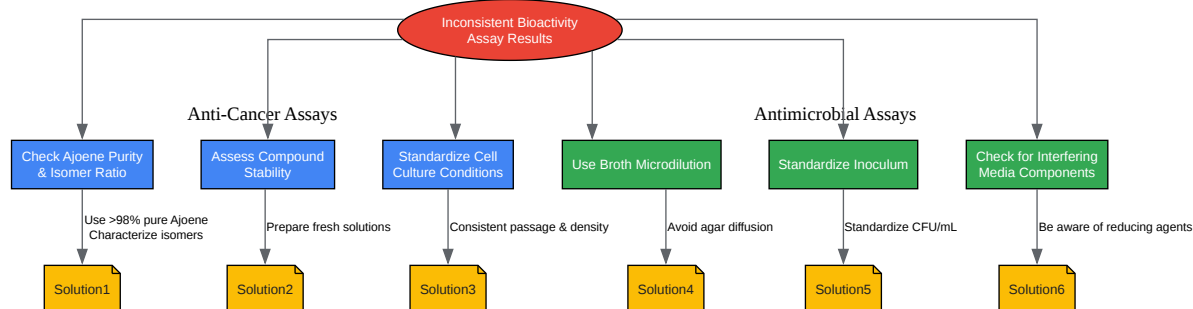 Inconsistent Bioactivity
Assay Results
Anti-Cancer Assays
Antimicrobial Assays
Check Ajoene Purity
& Isomer Ratio
Assess Compound
Stability
Standardize Cell
Culture Conditions
Use Broth Microdilution
Standardize Inoculum
Check for Interfering
Media Components
Use >98% pure Ajoene
Characterize isomers
Prepare fresh solutions
Consistent passage & density
Avoid agar diffusion
Standardize CFU/mL
Be aware of reducing agents
Solution1
Solution2
Solution3
Solution4
Solution5
Solution6